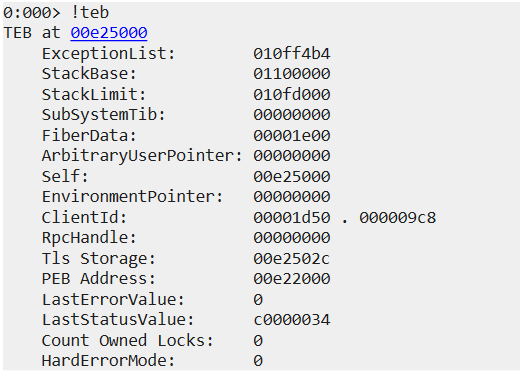 0:000> !teb
TEB at 00e25000
ExceptionList: 010ff4b4
StackBase: 01100000
StackLimit: 010fd000
SubSystemTib: 00000000
FiberData: 00001e00
ArbitraryUserPointer: 00000000
Self: 00e25000
EnvironmentPointer: 00000000
ClientId: 00001d50 . 000009c8
RpcHandle: 00000000
Tls Storage: 00e2502c
PEB Address: 00e22000
LastErrorValue: 0
LastStatusValue: c0000034
Count Owned Locks: 0
HardErrorMode: 0